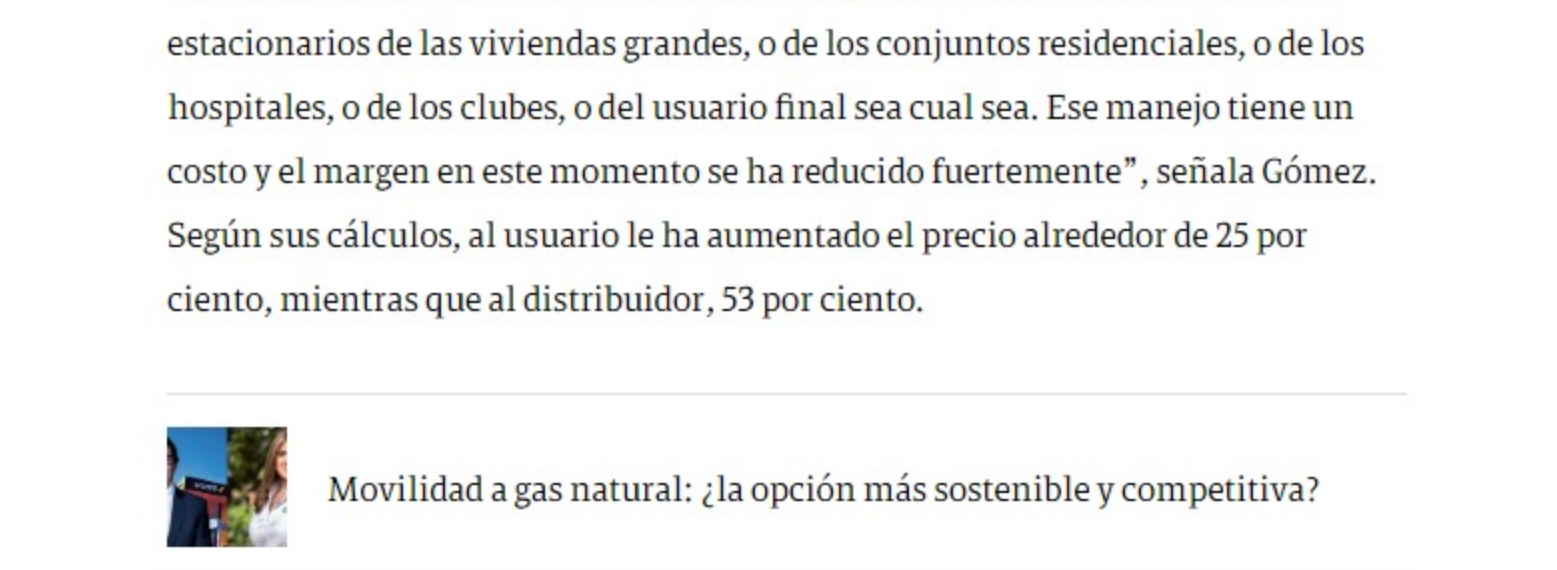 estacionarios de las viviendas grandes, o de los conjuntos residenciales, o de los
hospitales, o de los clubes, o del usuario final sea cual sea. Ese manejo tiene un
costo y el margen en este momento se ha reducido fuertemente”, señala Gómez.
Según sus cálculos, al usuario le ha aumentado el precio alrededor de 25 por
ciento, mientras que al distribuidor, 53 por ciento.
Movilidad a gas natural: ¿la opción más sostenible y competitiva?